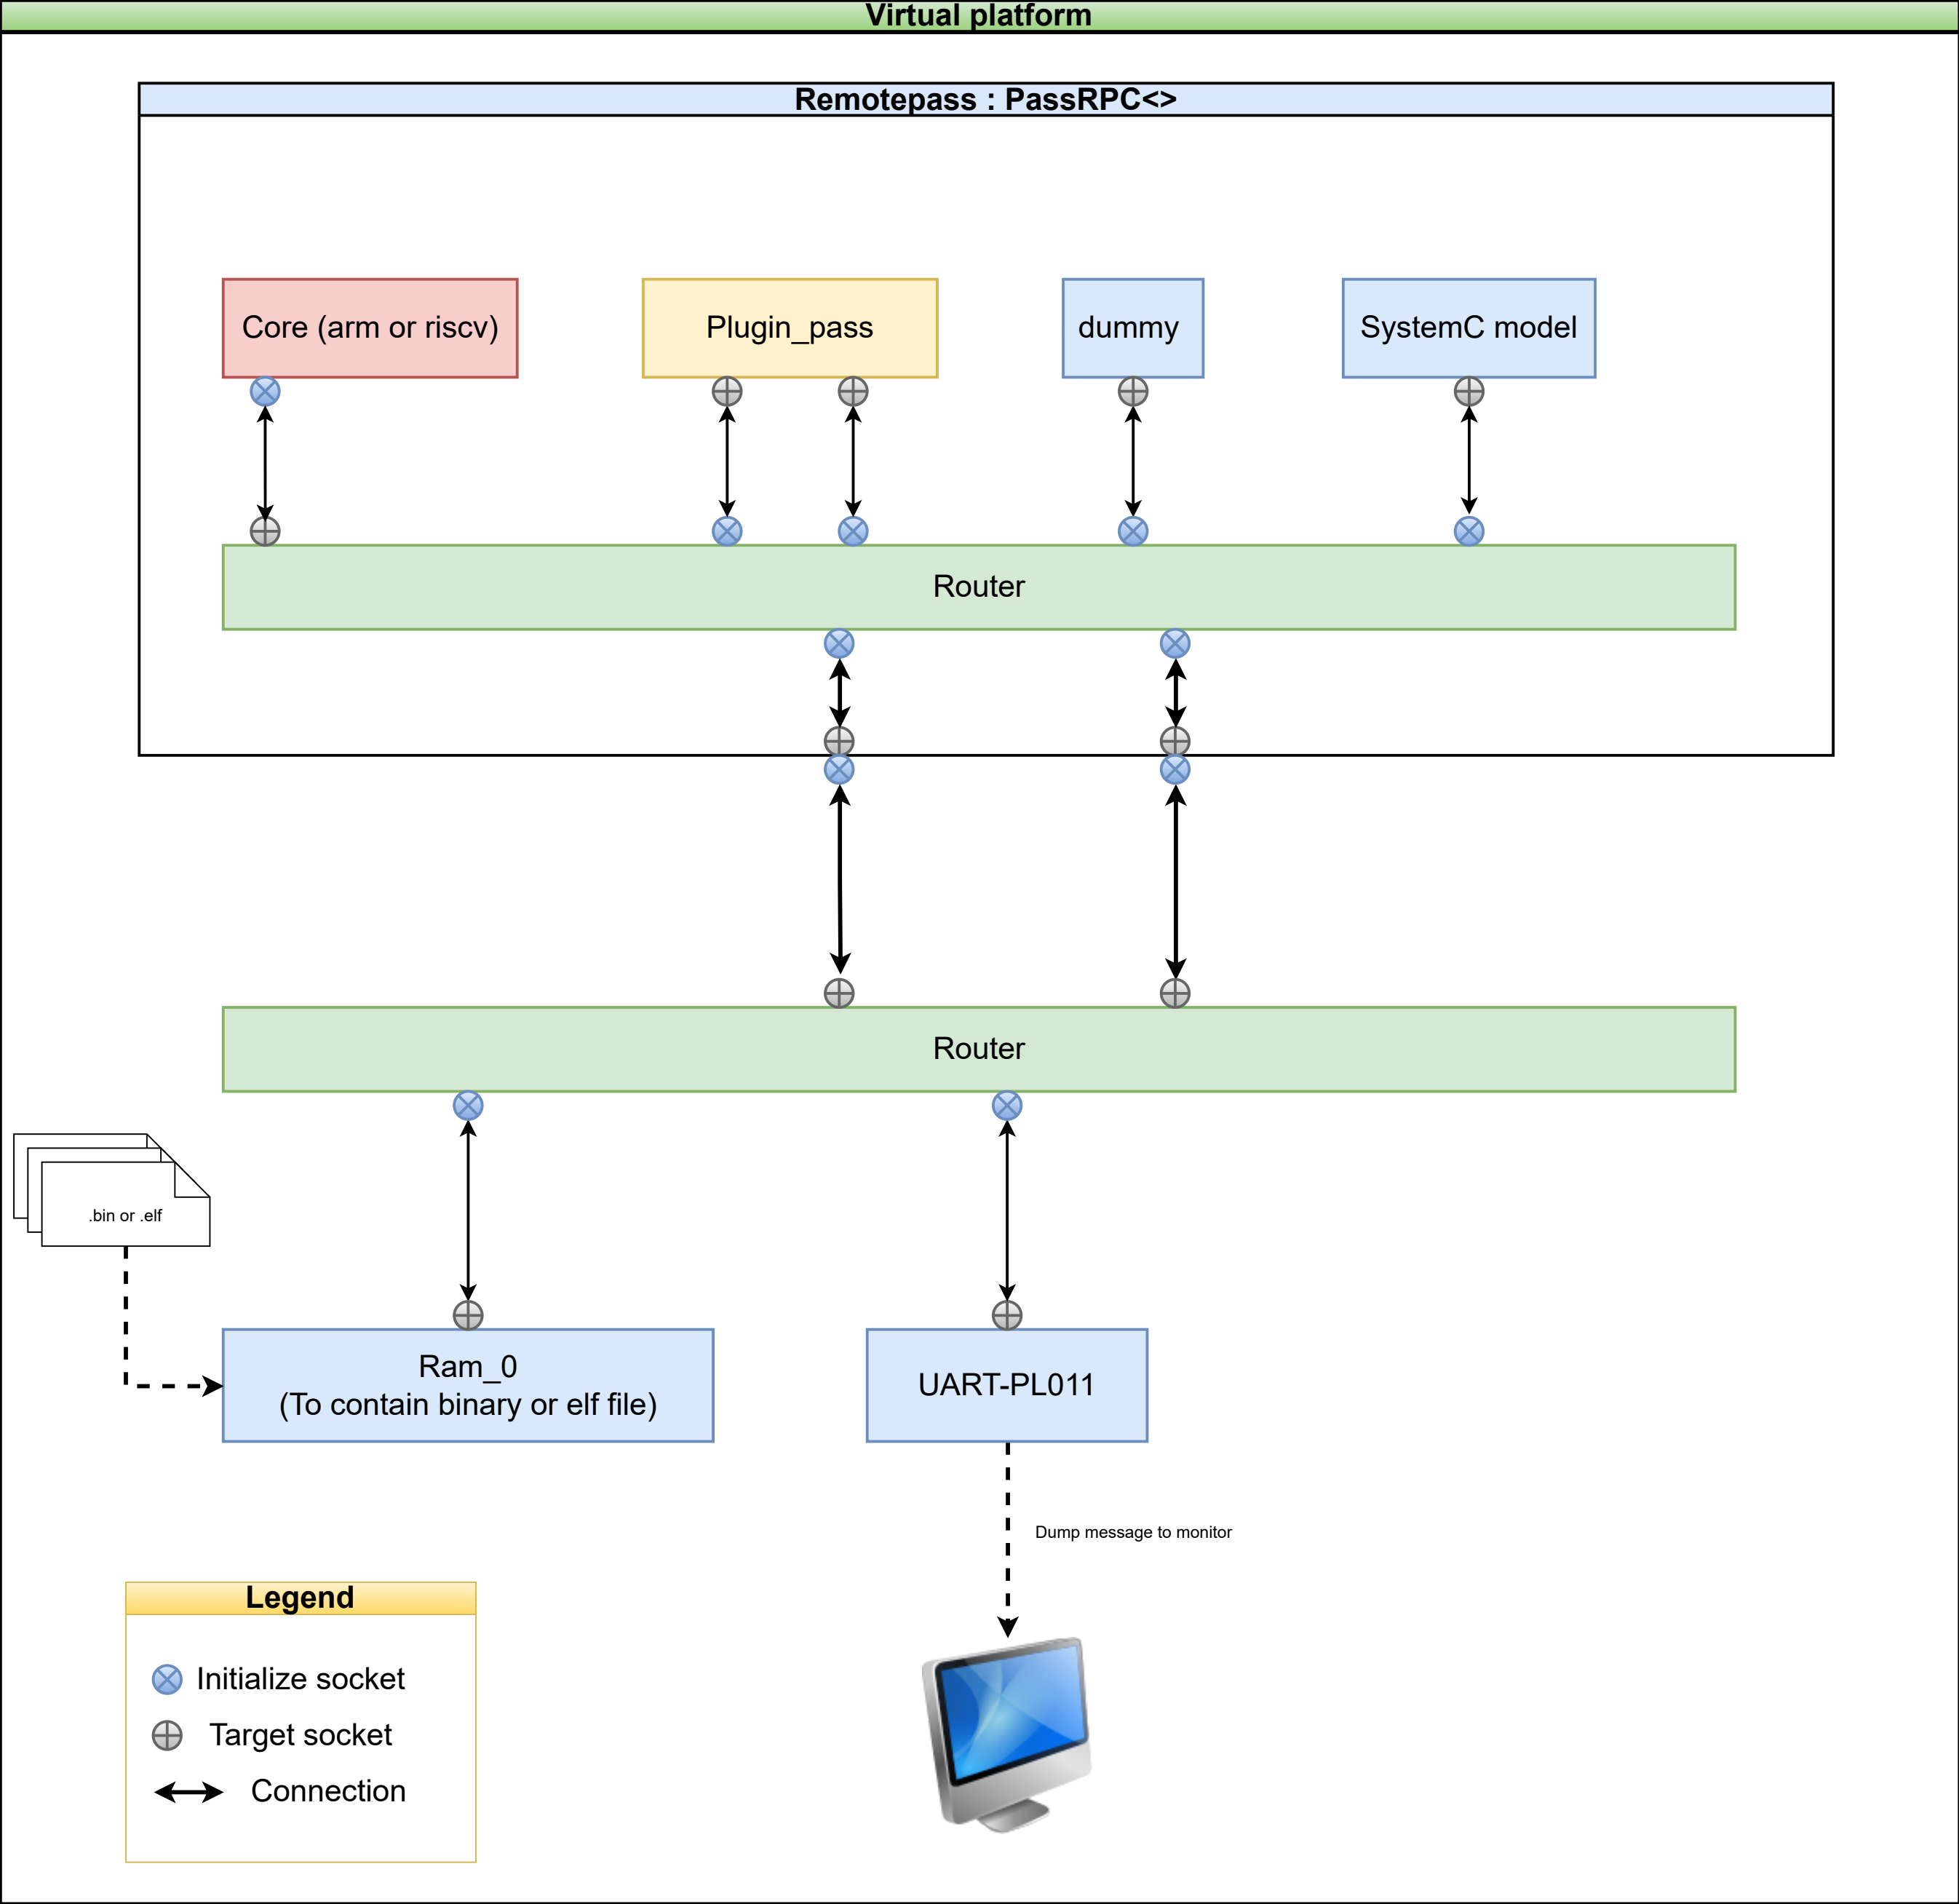 Virtual platform
Remotepass : PassRPC<>
Core (arm or riscv)
Plugin_pass
dummy
SystemC model
Router
Router
.bin or .elf
Ram_0
(To contain binary or elf file)
UART-PL011
Dump message to monitor
Legend
Initialize socket
Target socket
Connection